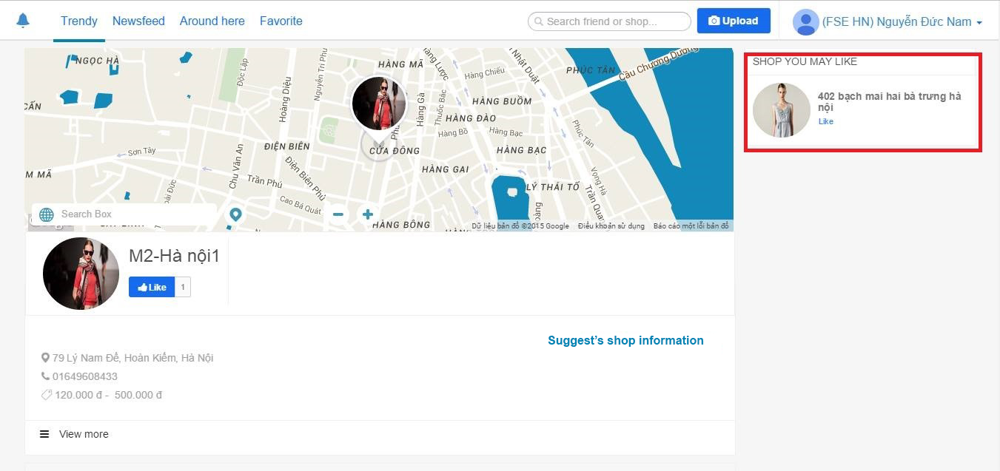 Trendy Newsfeed Around here Favorite
Search friend or shop...
Upload
(FSE HN) Nguyễn Đức Nam
NGỌC HÀ
CẤN
Độc Lập
Hoàng Diệu
Nguyễn Tri Phư
HÀNG MÃ
Hàng Lược
Hàng Chiếu
Nhật Duật
PHÚC TÂN
Cầu Chương Dương
Hàng Gà
Thuốc Bắc
HÀNG BUỒM
HÀNG ĐÀO
Hàng Bồ
Hàng Bạc
Phúc Tân
Sơn Tây
ĐIỆN BIÊN
CỬA ĐÔNG
HÀNG BẠC
Chu Văn An
Trần Phú
Điện Biên Phủ
HÀNG GAI
LÝ THÁI TỔ
Vọng Hà
Trần Qua
Cao Bá Quát
HÀNG BÔNG
Search Box
Dữ liệu bản đồ ©2015 Google Điều khoản sử dụng Báo cáo một lỗi bản đồ
M2-Hà nội1
Like 1
Suggest’s shop information
79 Lý Nam Đế, Hoàn Kiếm, Hà Nội
01649608433
120.000 đ - 500.000 đ
View more
SHOP YOU MAY LIKE
402 bạch mai hai bà trưng hà
nội
Like